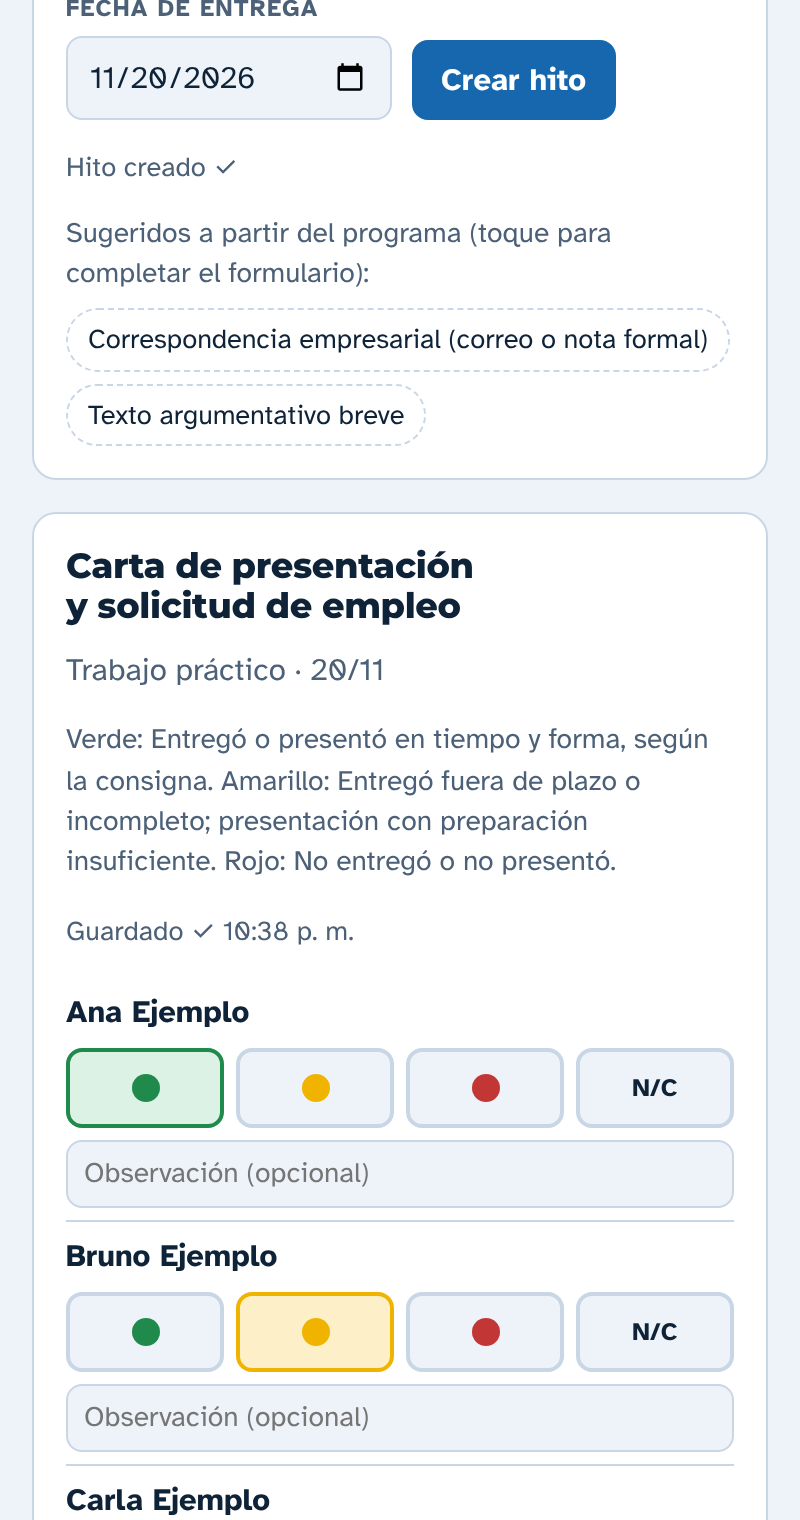 FECHA DE ENTREGA
11/20/2026
Crear hito
Hito creado ✓
Sugeridos a partir del programa (toque para
completar el formulario):
Correspondencia empresarial (correo o nota formal)
Texto argumentativo breve
Carta de presentación
y solicitud de empleo
Trabajo práctico · 20/11
Verde: Entregó o presentó en tiempo y forma, según
la consigna. Amarillo: Entregó fuera de plazo o
incompleto; presentación con preparación
insuficiente. Rojo: No entregó o no presentó.
Guardado ✓ 10:38 p. m.
Ana Ejemplo
N/C
Observación (opcional)
Bruno Ejemplo
N/C
Observación (opcional)
Carla Ejemplo